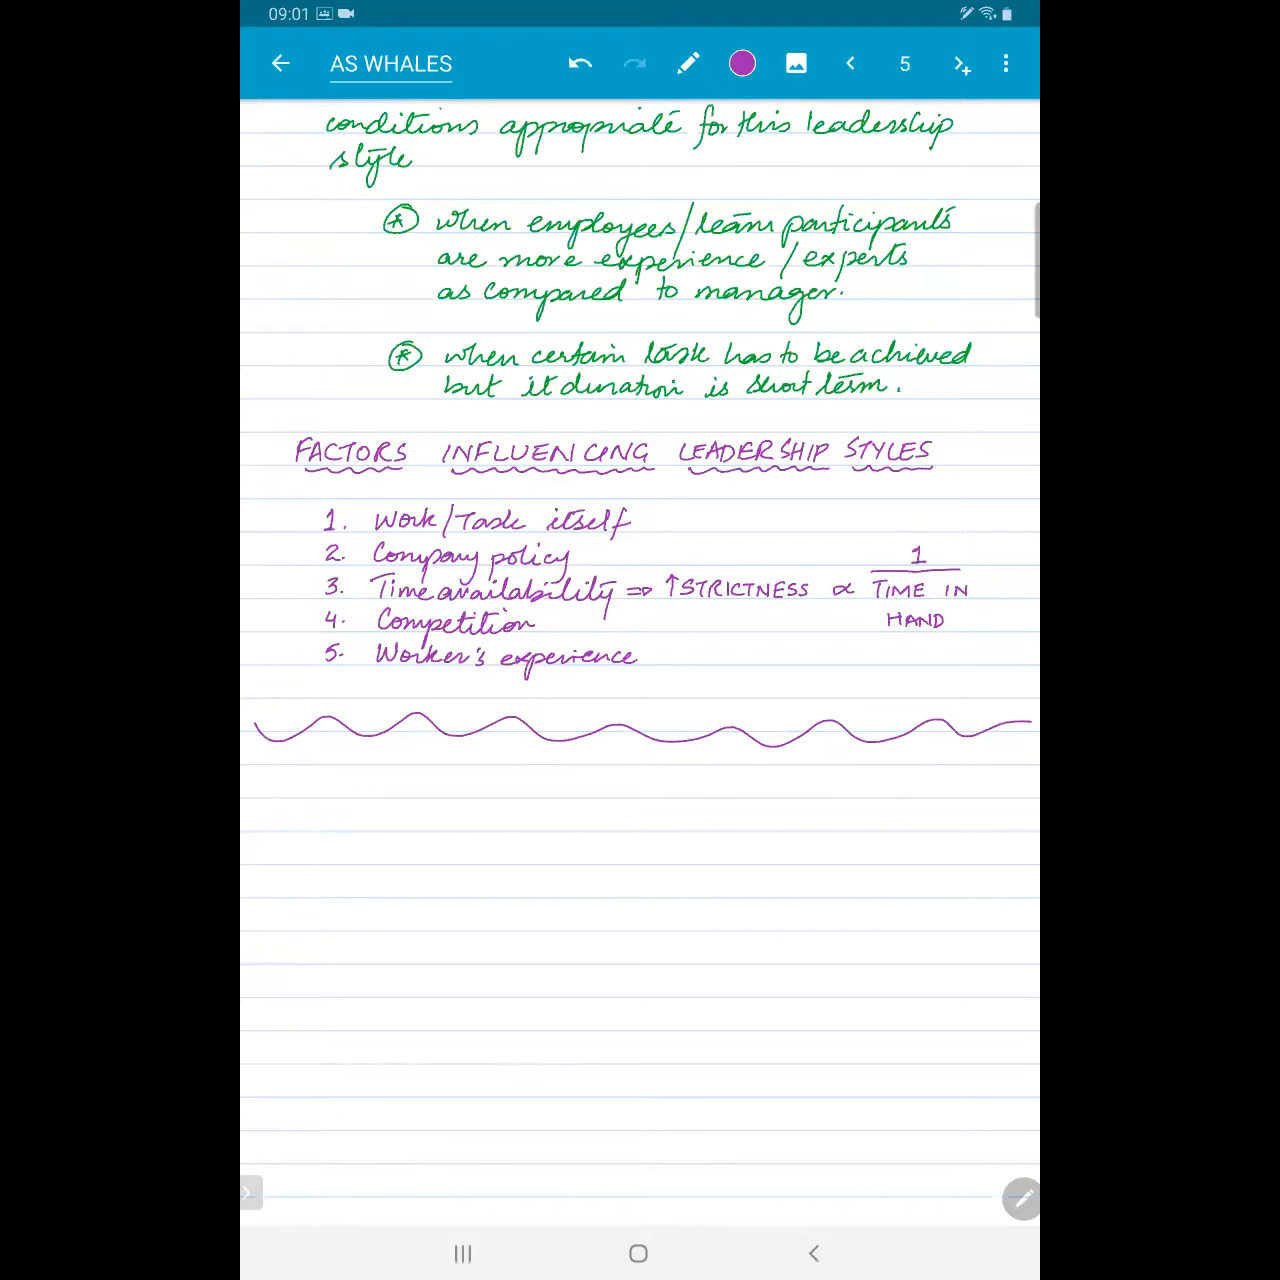 09:01
AS WHALES
5
conditions appropriate for this leadership
style
* when employees/team participants
are more experience / experts
as compared to manager.
* when certain task has to be achieved
but it duration is short term.
FACTORS INFLUENCING LEADERSHIP STYLES
1. Work/Task itself
2. Company policy
3. Time availability ⇒ ↑STRICTNESS ∝ 1 / TIME IN
HAND
4. Competition
5. Worker's experience